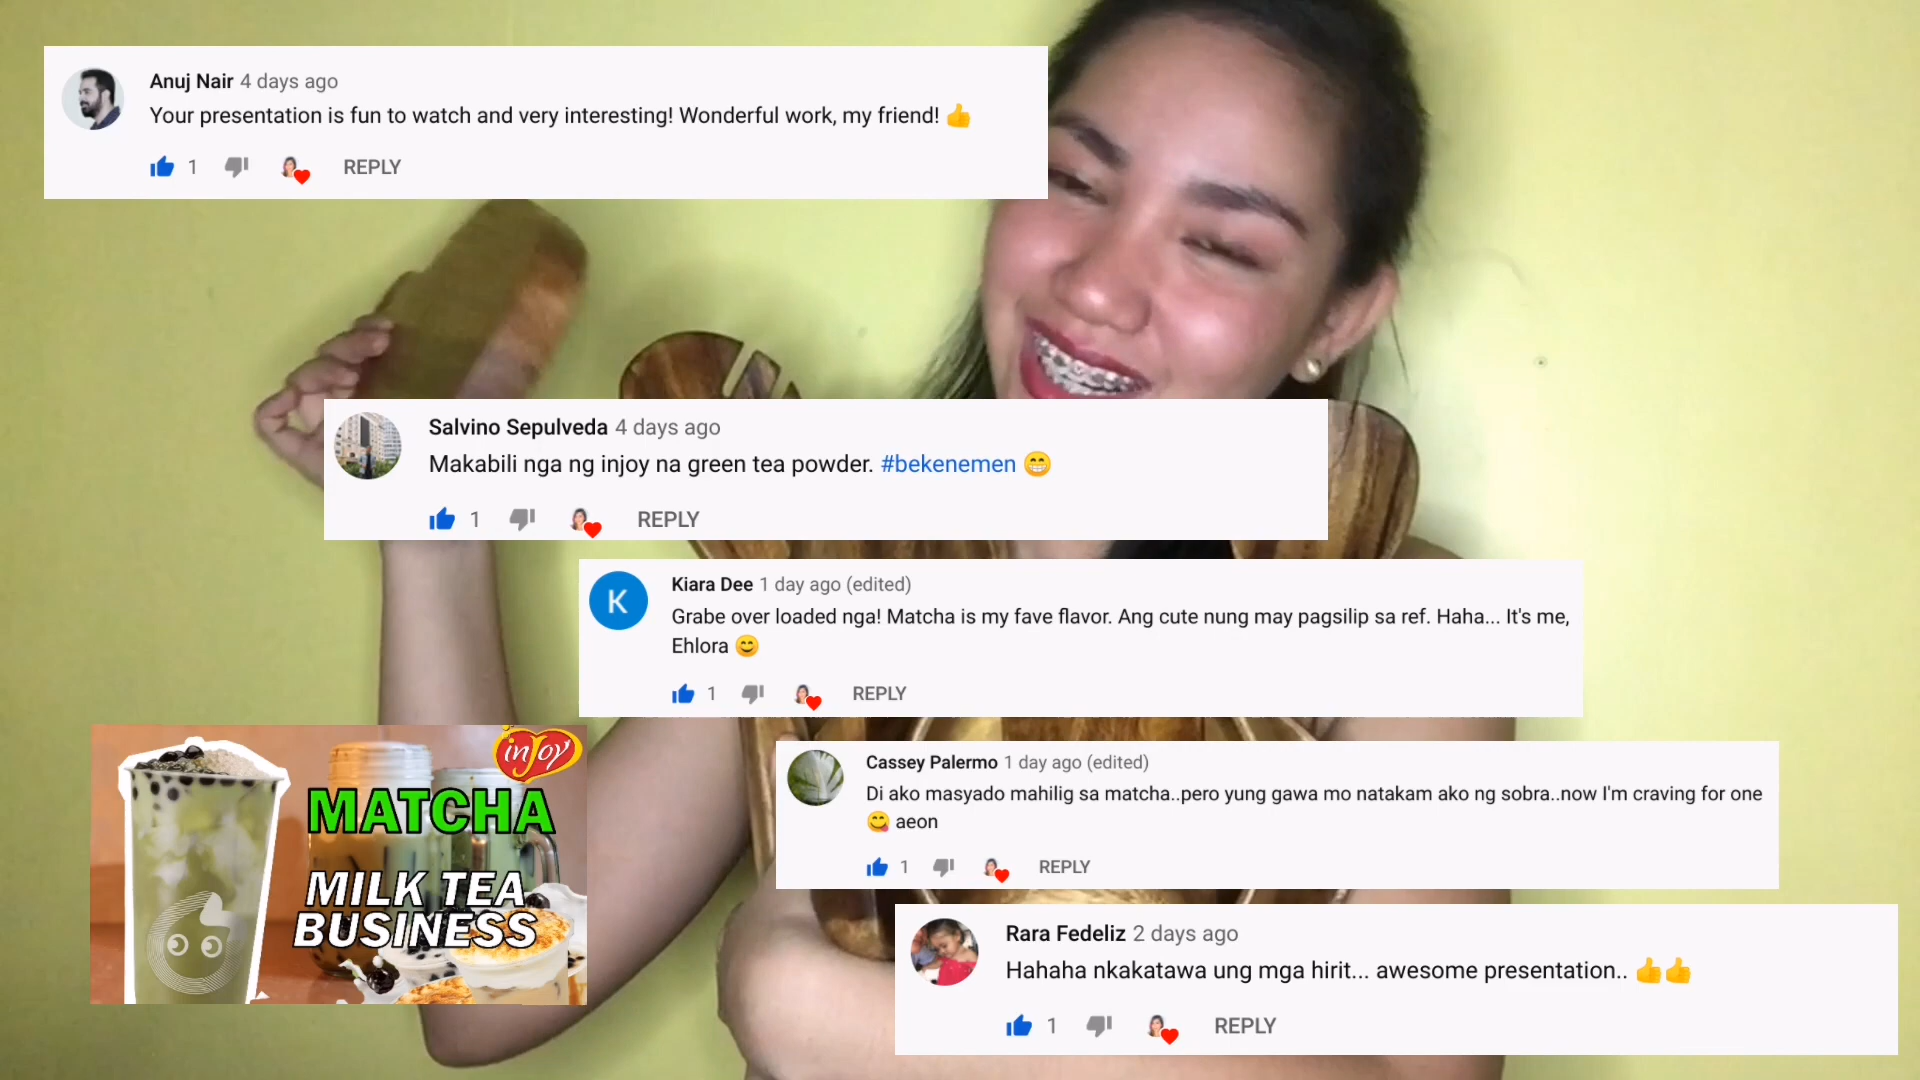 Anuj Nair 4 days ago
Your presentation is fun to watch and very interesting! Wonderful work, my friend! 👍
1 REPLY
Salvino Sepulveda 4 days ago
Makabili nga ng injoy na green tea powder. #bekenemen 😁
1 REPLY
Kiara Dee 1 day ago (edited)
Grabe over loaded nga! Matcha is my fave flavor. Ang cute nung may pagsilip sa ref. Haha... It's me,
Ehlora 😊
1 REPLY
K
inJoy
MATCHA
MILK TEA
BUSINESS
Cassey Palermo 1 day ago (edited)
Di ako masyado mahilig sa matcha..pero yung gawa mo natakam ako ng sobra..now I'm craving for one
😋 aeon
1 REPLY
Rara Fedeliz 2 days ago
Hahaha nkakatawa ung mga hirit... awesome presentation.. 👍👍
1 REPLY